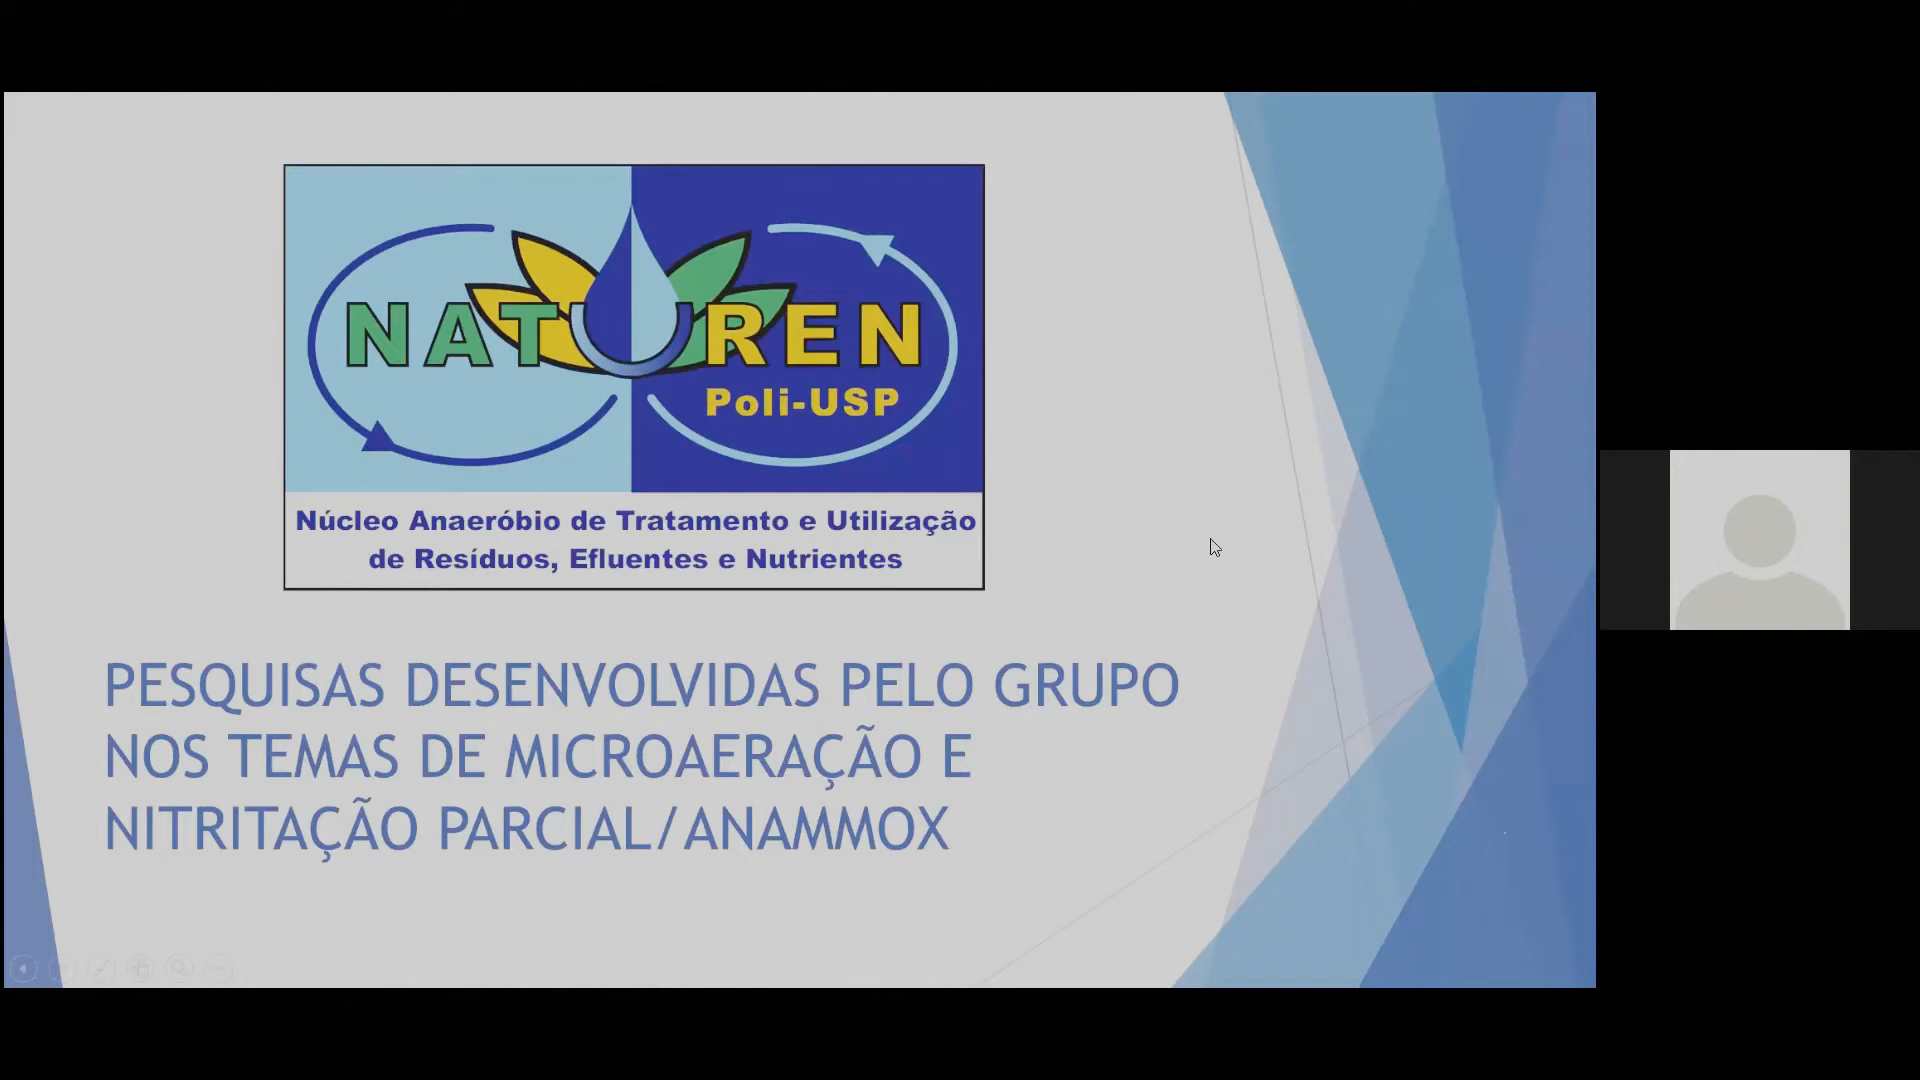 NATUREN
Poli-USP
Núcleo Anaeróbio de Tratamento e Utilização
de Resíduos, Efluentes e Nutrientes
PESQUISAS DESENVOLVIDAS PELO GRUPO
NOS TEMAS DE MICROAERAÇÃO E
NITRITAÇÃO PARCIAL/ANAMMOX